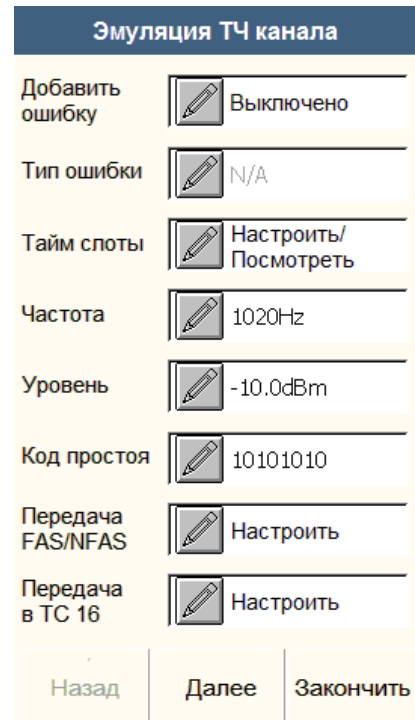 Эмуляция ТЧ канала
Добавить
ошибку
Выключено
Тип ошибки
N/A
Тайм слоты
Настроить/
Посмотреть
Частота
1020Hz
Уровень
-10.0dBm
Код простоя
10101010
Передача
FAS/NFAS
Настроить
Передача
в ТС 16
Настроить
Назад
Далее
Закончить